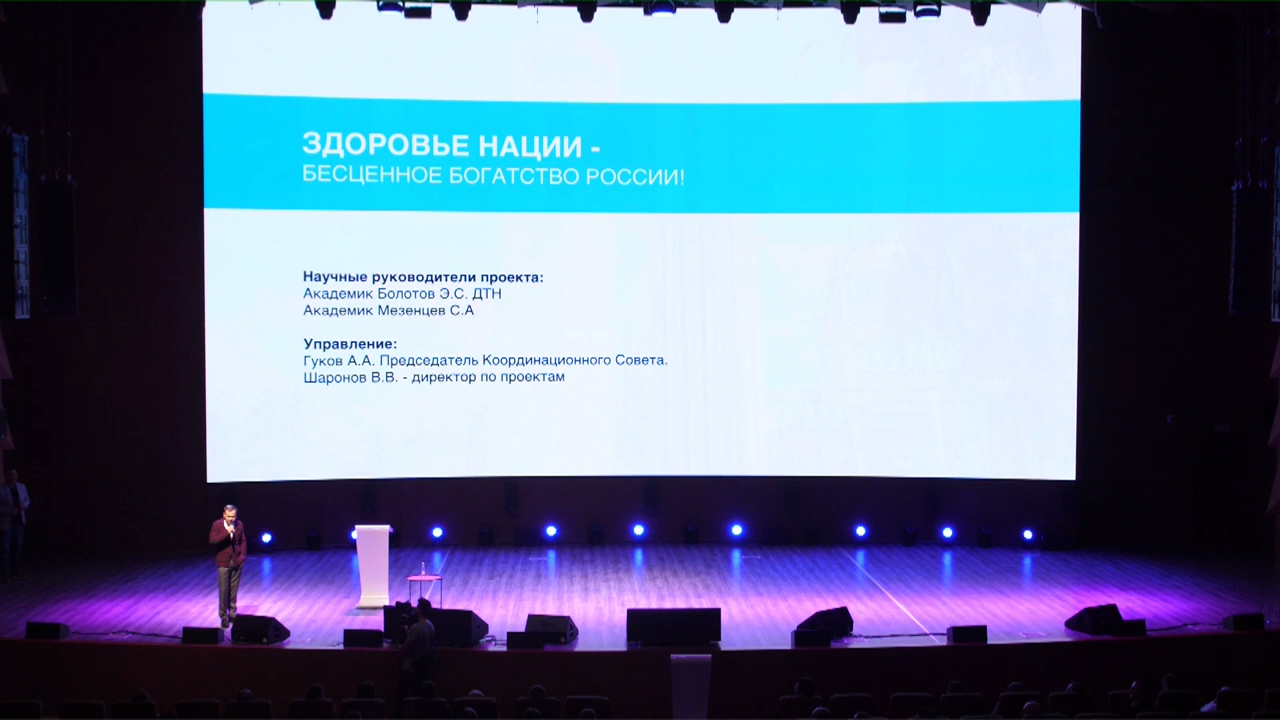 ЗДОРОВЬЕ НАЦИИ -
БЕСЦЕННОЕ БОГАТСТВО РОССИИ!
Научные руководители проекта:
Академик Болотов Э.С. ДТН
Академик Мезенцев С.А
Управление:
Гуков А.А. Председатель Координационного Совета.
Шаронов В.В. - директор по проектам